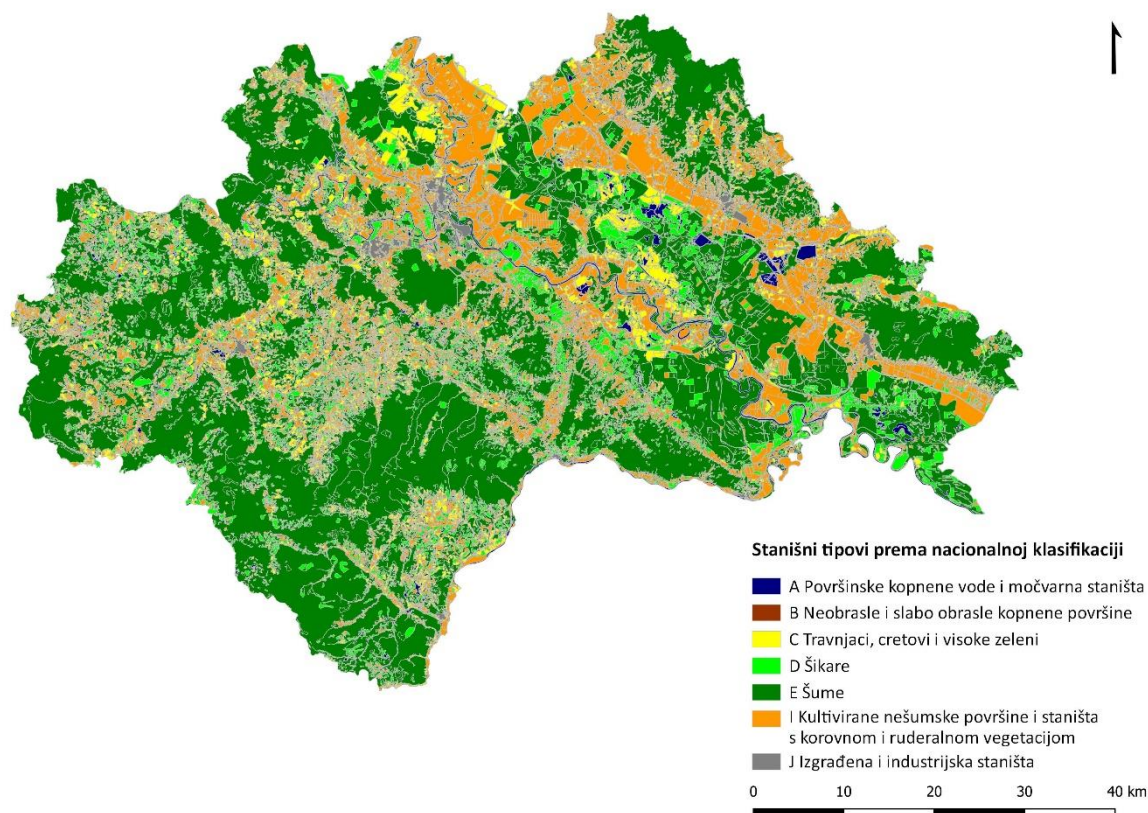 Stanišni tipovi prema nacionalnoj klasifikaciji
A Površinske kopnene vode i močvarna staništa
B Neobrasle i slabo obrasle kopnene površine
C Travnjaci, cretovi i visoke zeleni
D Šikare
E Šume
I Kultivirane nešumske površine i staništa
s korovnom i ruderalnom vegetacijom
J Izgrađena i industrijska staništa
0 10 20 30 40 km